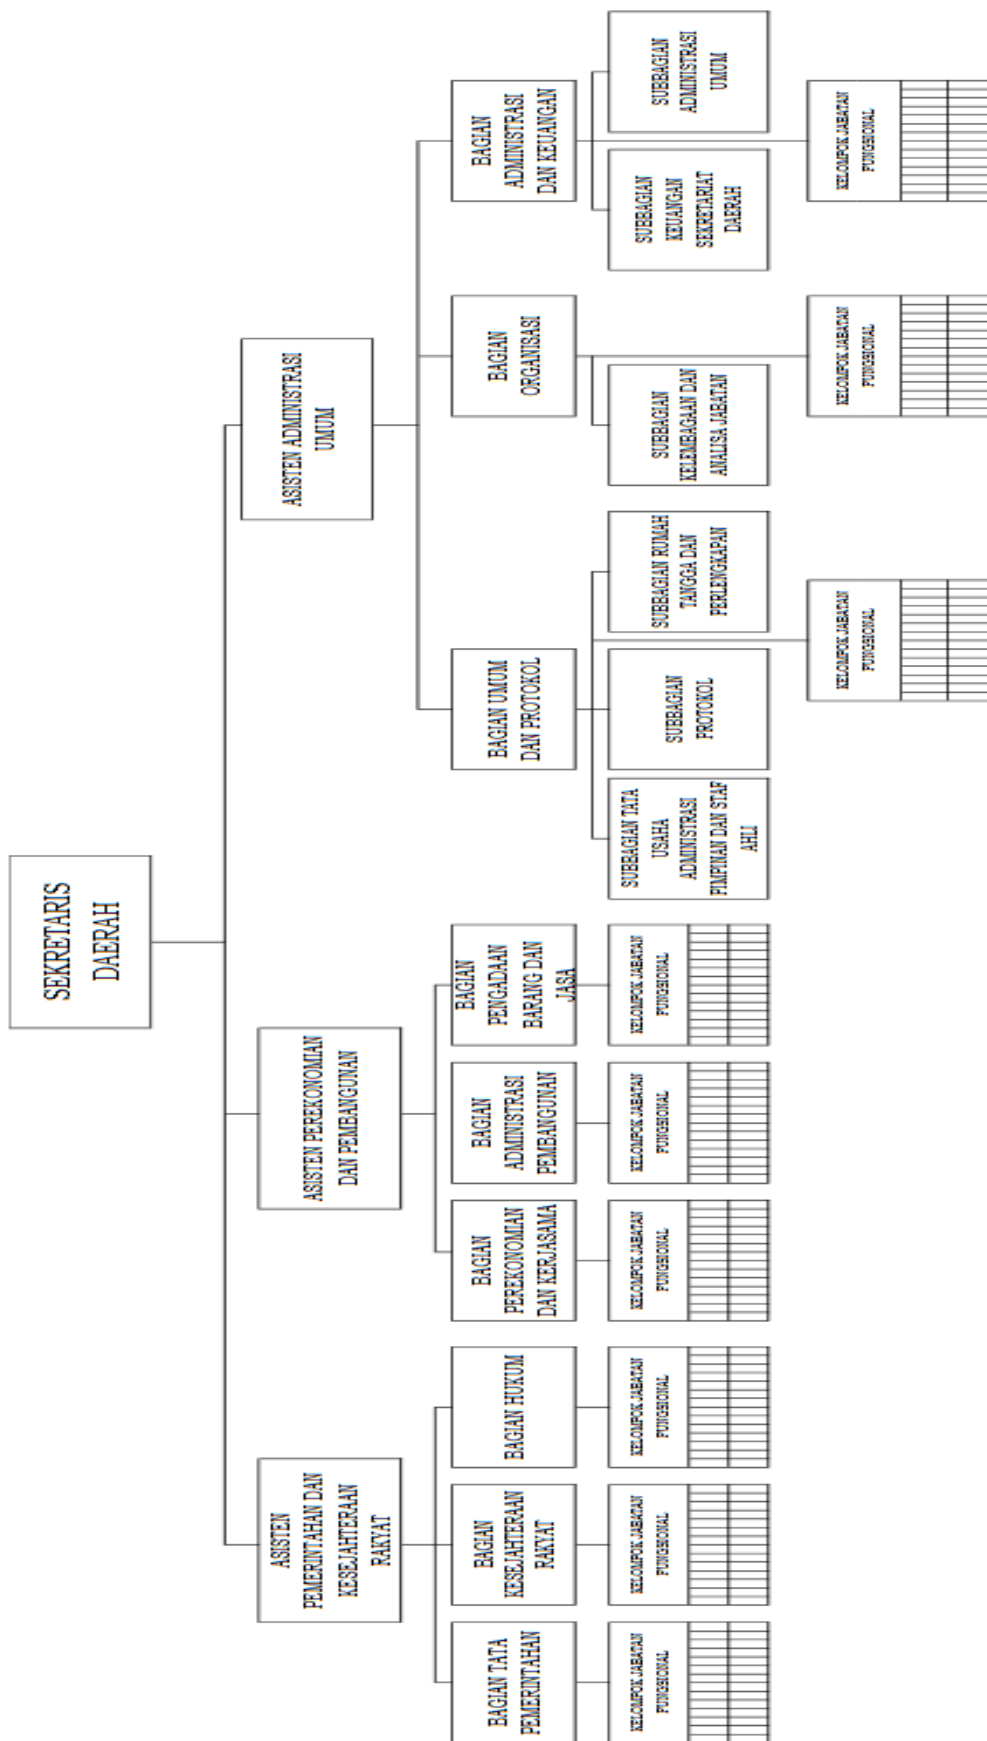 SEKRETARIS
DAERAH
ASISTEN
PEMERINTAHAN DAN
KESEJAHTERAAN
RAKYAT
ASISTEN PEREKONOMIAN
DAN PEMBANGUNAN
ASISTEN ADMINISTRASI
UMUM
BAGIAN TATA
PEMERINTAHAN
BAGIAN
KESEJAHTERAAN
RAKYAT
BAGIAN HUKUM
BAGIAN
PEREKONOMIAN
DAN KERJASAMA
BAGIAN
ADMINISTRASI
PEMBANGUNAN
BAGIAN
PENGADAAN
BARANG DAN
JASA
BAGIAN UMUM
DAN PROTOKOL
BAGIAN
ORGANISASI
BAGIAN
ADMINISTRASI
DAN KEUANGAN
KELOMPOK JABATAN
FUNGSIONAL
KELOMPOK JABATAN
FUNGSIONAL
KELOMPOK JABATAN
FUNGSIONAL
KELOMPOK JABATAN
FUNGSIONAL
KELOMPOK JABATAN
FUNGSIONAL
KELOMPOK JABATAN
FUNGSIONAL
SUBBAGIAN TATA
USAHA
ADMINISTRASI
PIMPINAN DAN STAF
AHLI
SUBBAGIAN
PROTOKOL
SUBBAGIAN RUMAH
TANGGA DAN
PERLENGKAPAN
SUBBAGIAN
KELEMBAGAAN DAN
ANALISA JABATAN
SUBBAGIAN
KEUANGAN
SEKRETARIAT
DAERAH
SUBBAGIAN
ADMINISTRASI
UMUM
KELOMPOK JABATAN
FUNGSIONAL
KELOMPOK JABATAN
FUNGSIONAL
KELOMPOK JABATAN
FUNGSIONAL